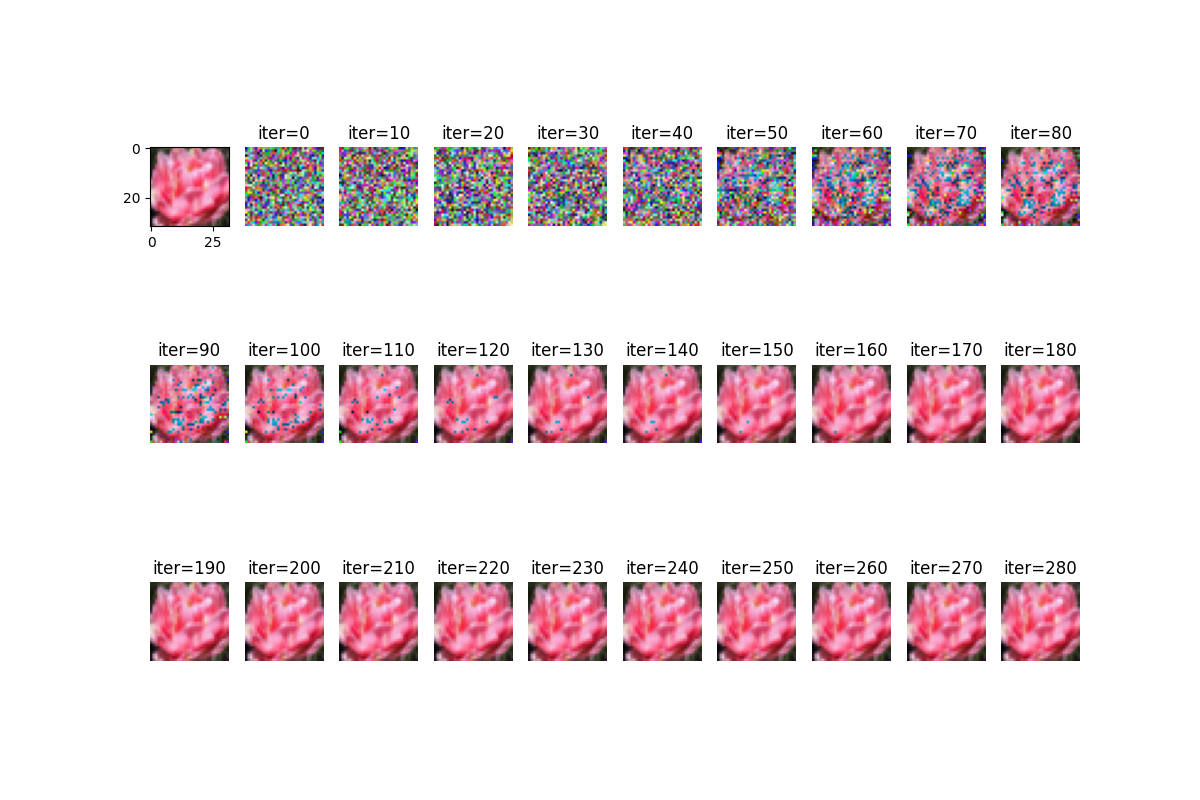 iter=0 iter=10 iter=20 iter=30 iter=40 iter=50 iter=60 iter=70 iter=80
0
20
0 25
iter=90 iter=100 iter=110 iter=120 iter=130 iter=140 iter=150 iter=160 iter=170 iter=180
iter=190 iter=200 iter=210 iter=220 iter=230 iter=240 iter=250 iter=260 iter=270 iter=280